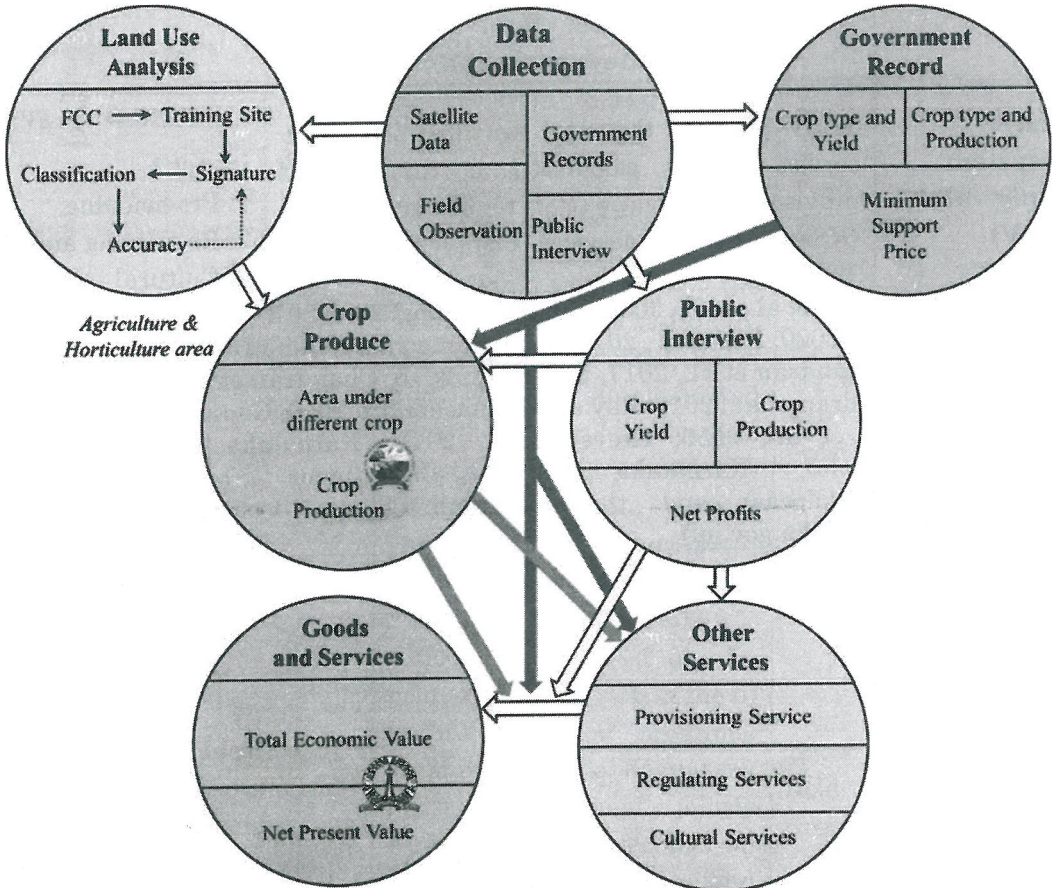 Land Use
Analysis
FCC
Training Site
Classification
Signature
Accuracy
Data
Collection
Satellite
Data
Government
Records
Field
Observation
Public
Interview
Government
Record
Crop type and
Yield
Crop type and
Production
Minimum
Support
Price
Agriculture &
Horticulture area
Crop
Produce
Area under
different crop
Crop
Production
Public
Interview
Crop
Yield
Crop
Production
Net Profits
Goods
and Services
Total Economic Value
Net Present Value
Other
Services
Provisioning Service
Regulating Services
Cultural Services